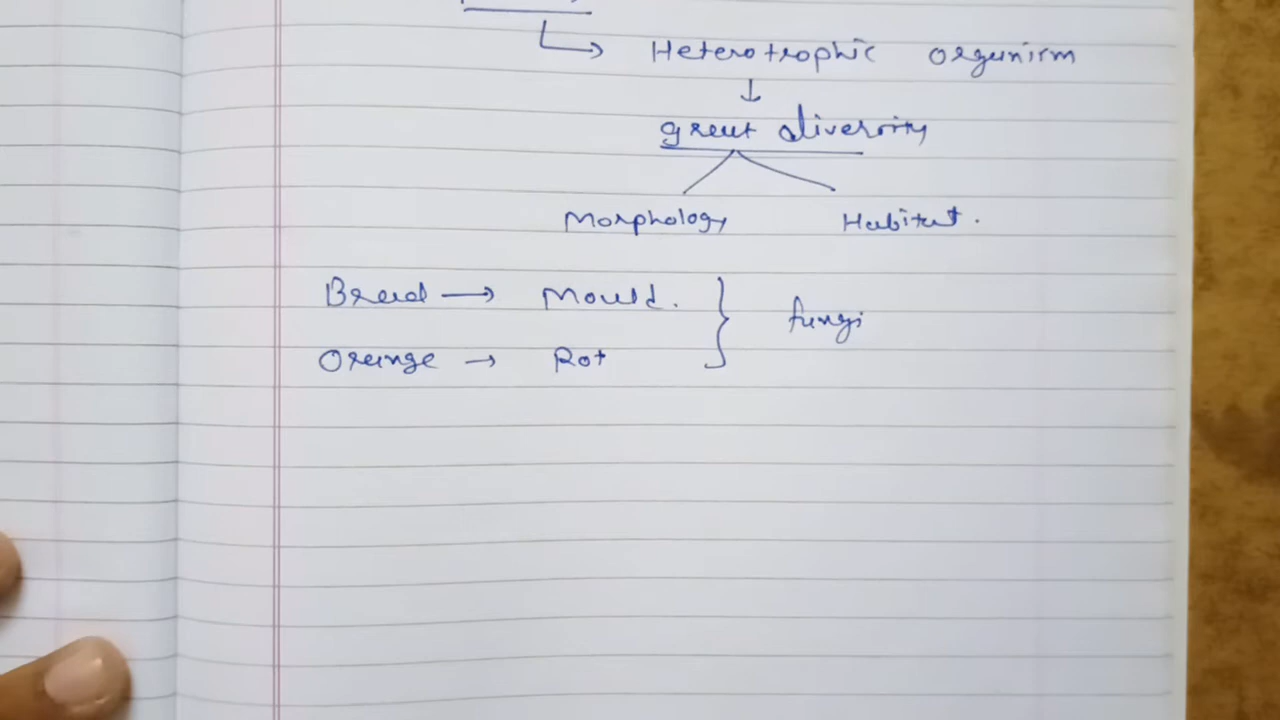 Heterotrophic organism
↓
great diversity
Morphology Habitat.
Bread → Mould. } fungi
Orange → Rot